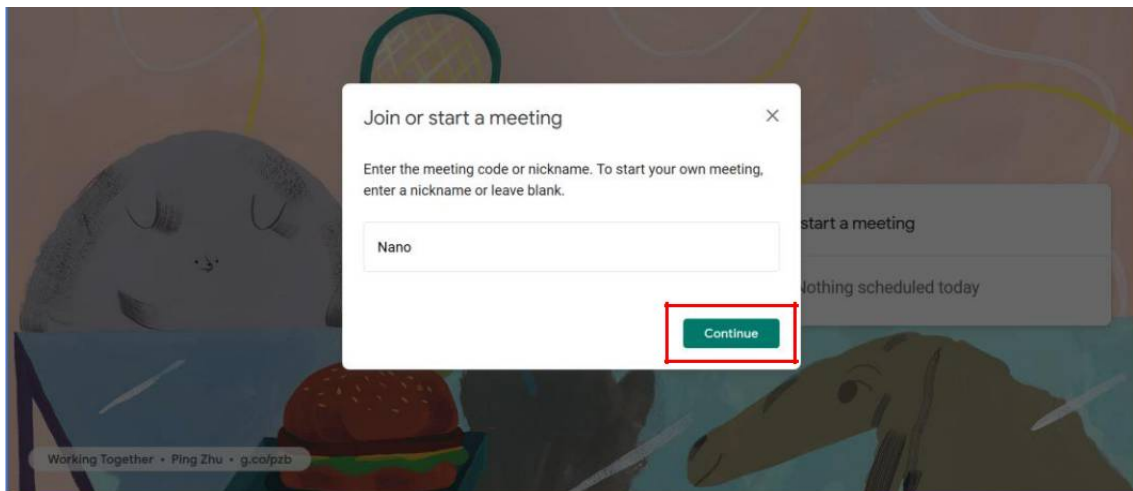 Join or start a meeting
Enter the meeting code or nickname. To start your own meeting,
enter a nickname or leave blank.
Nano
Continue
start a meeting
Nothing scheduled today
Working Together • Ping Zhu • g.co/pzb